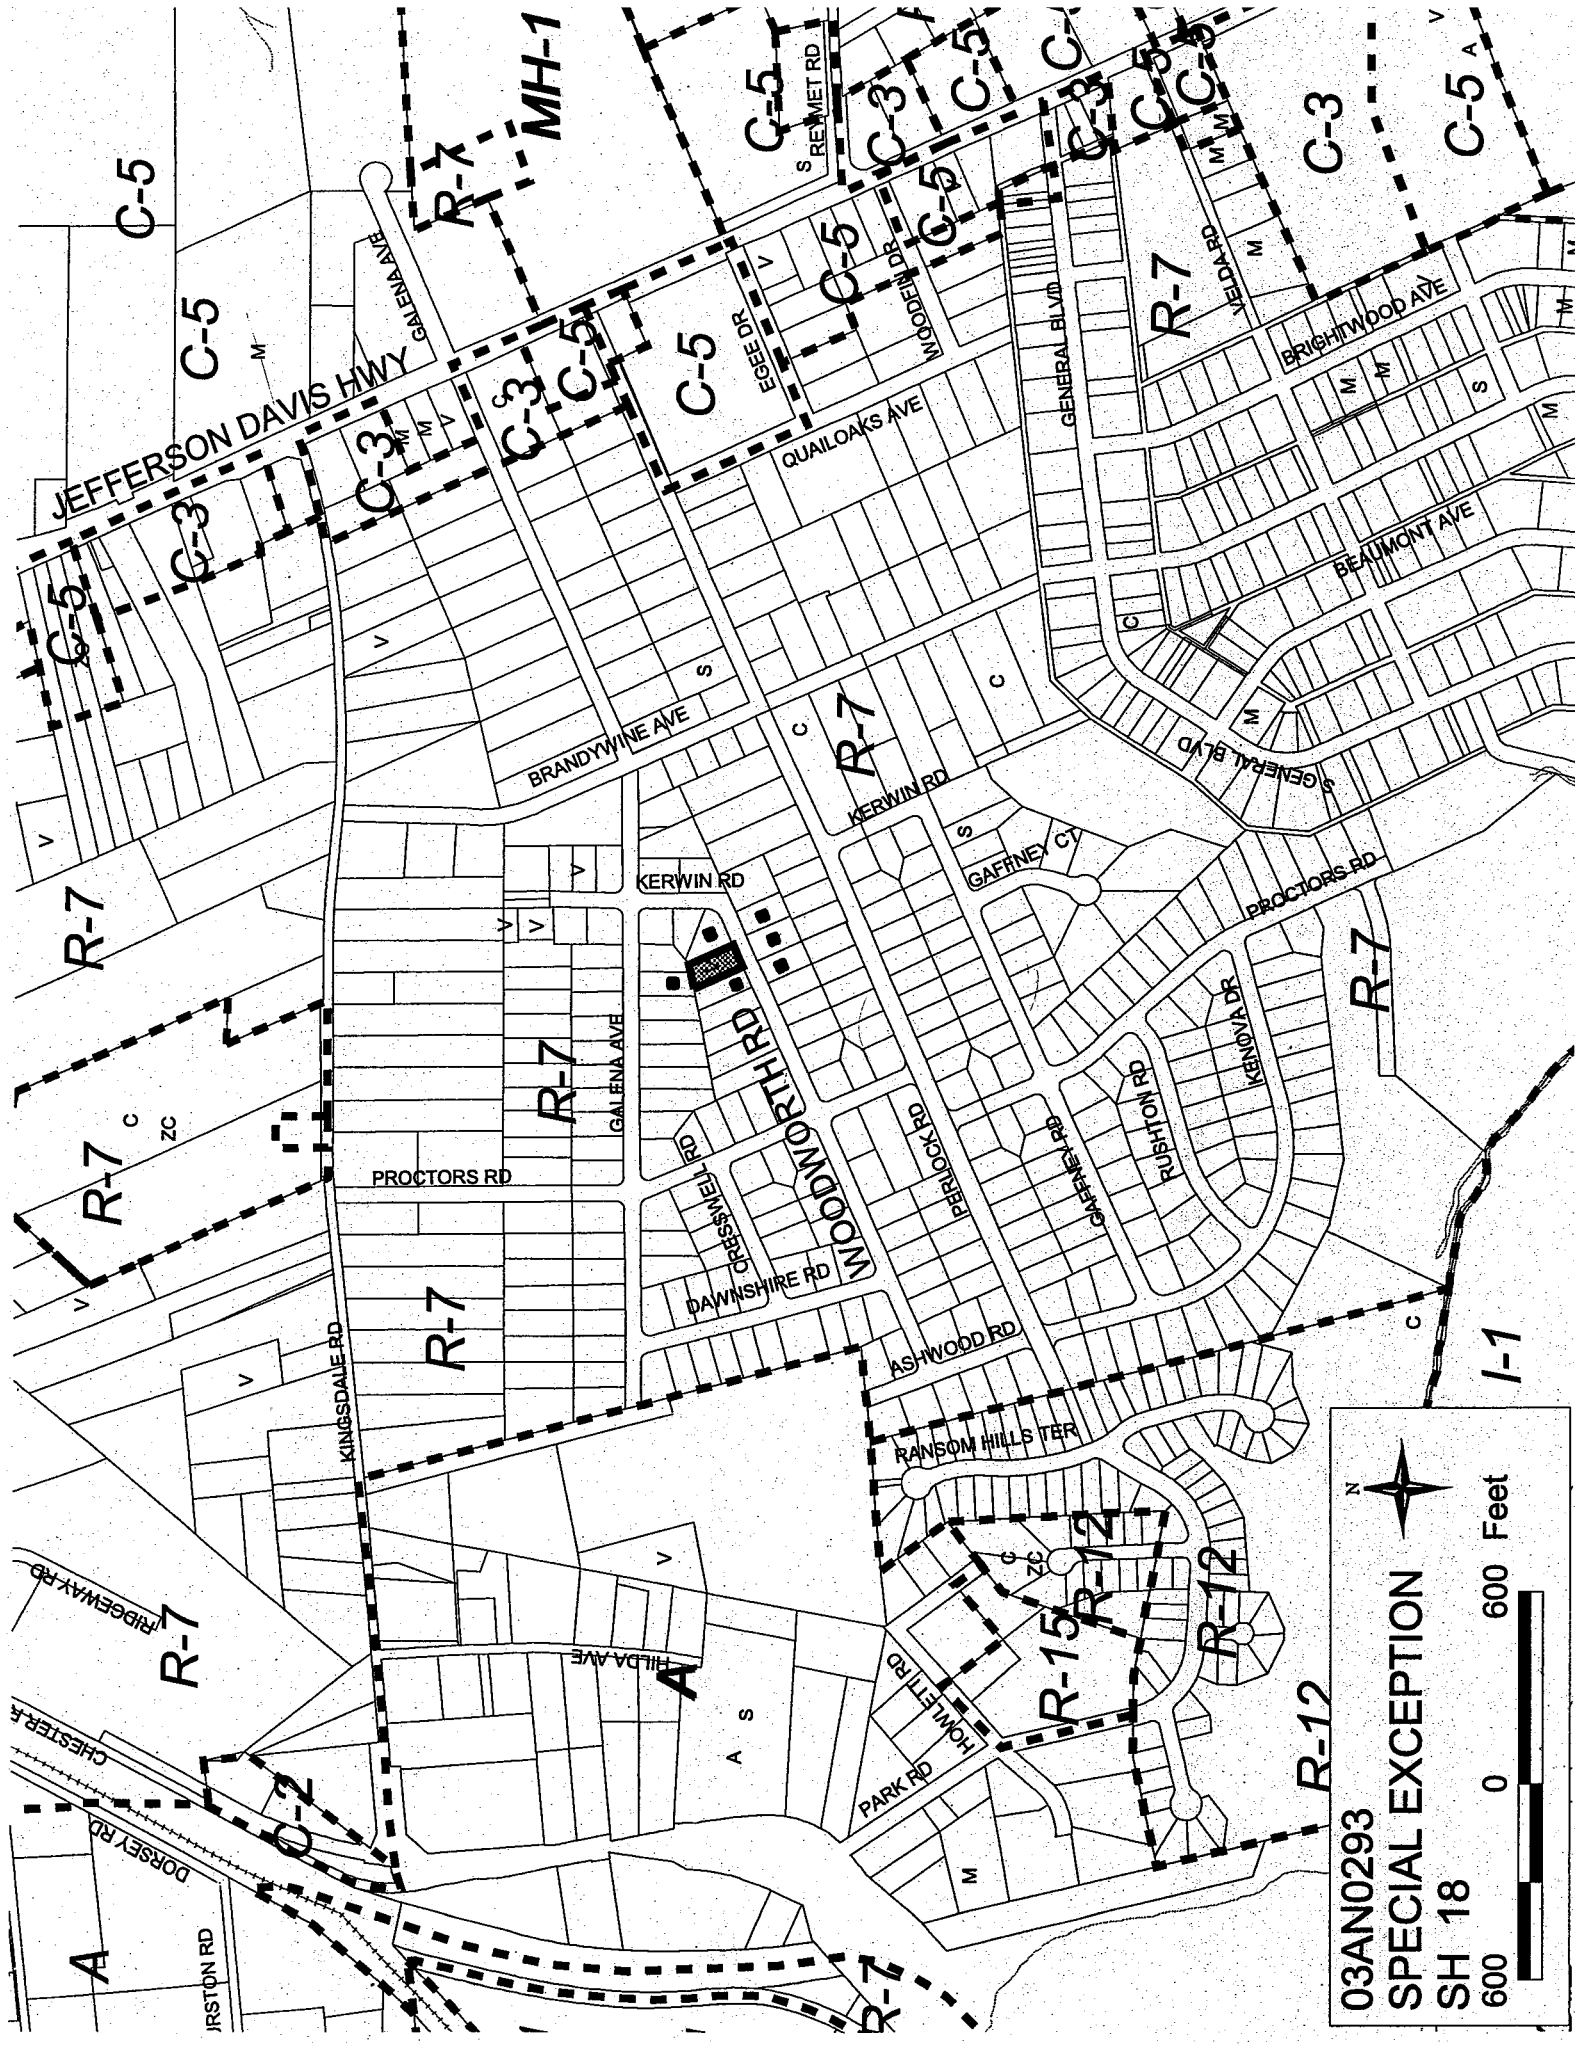 03AN0293
SPECIAL EXCEPTION
SH 18
600 0 600 Feet
N
JEFFERSON DAVIS HWY
WOODWORTH RD
C-5
C-5
MH-1
R-7
C-5
REYMET RD
S
C-3
C-5
C-3
C-5
C-5
C-3
C-5
A
V
GALENA AVE
M
C-5
C-3
C-3
M
M
V
C
C-3
C-5
C-5
EGEE DR
V
C-5
WOODFIN DR
C-5
QUAILOAKS AVE
GENERAL BLVD
R-7
VELDA RD
M
M
M
M
BRIGHTWOOD AVE
V
M
M
S
M
M
M
BEAUMONT AVE
V
V
BRANDYWINE AVE
S
C
R-7
C
C
M
S GENERAL BLVD
KERWIN RD
KERWIN RD
S
GAFFNEY CT
PROCTORS RD
R-7
R-7
V
V
V
R-7
GALENA AVE
KENOVA DR
RUSHTON RD
GAFFNEY RD
PERLOCK RD
CRESSWELL RD
DAWNSHIRE RD
PROCTORS RD
R-7
C
ZC
R-7
V
V
KINGSDALE RD
ASHWOOD RD
RANSOM HILLS TER
C
I-1
R-12
C
ZC
R-12
R-15
R-12
HOWLETT RD
PARK RD
M
A
S
A
HILDA AVE
V
RIDGEWAY RD
R-7
C-2
DORSEY RD
A
R-7